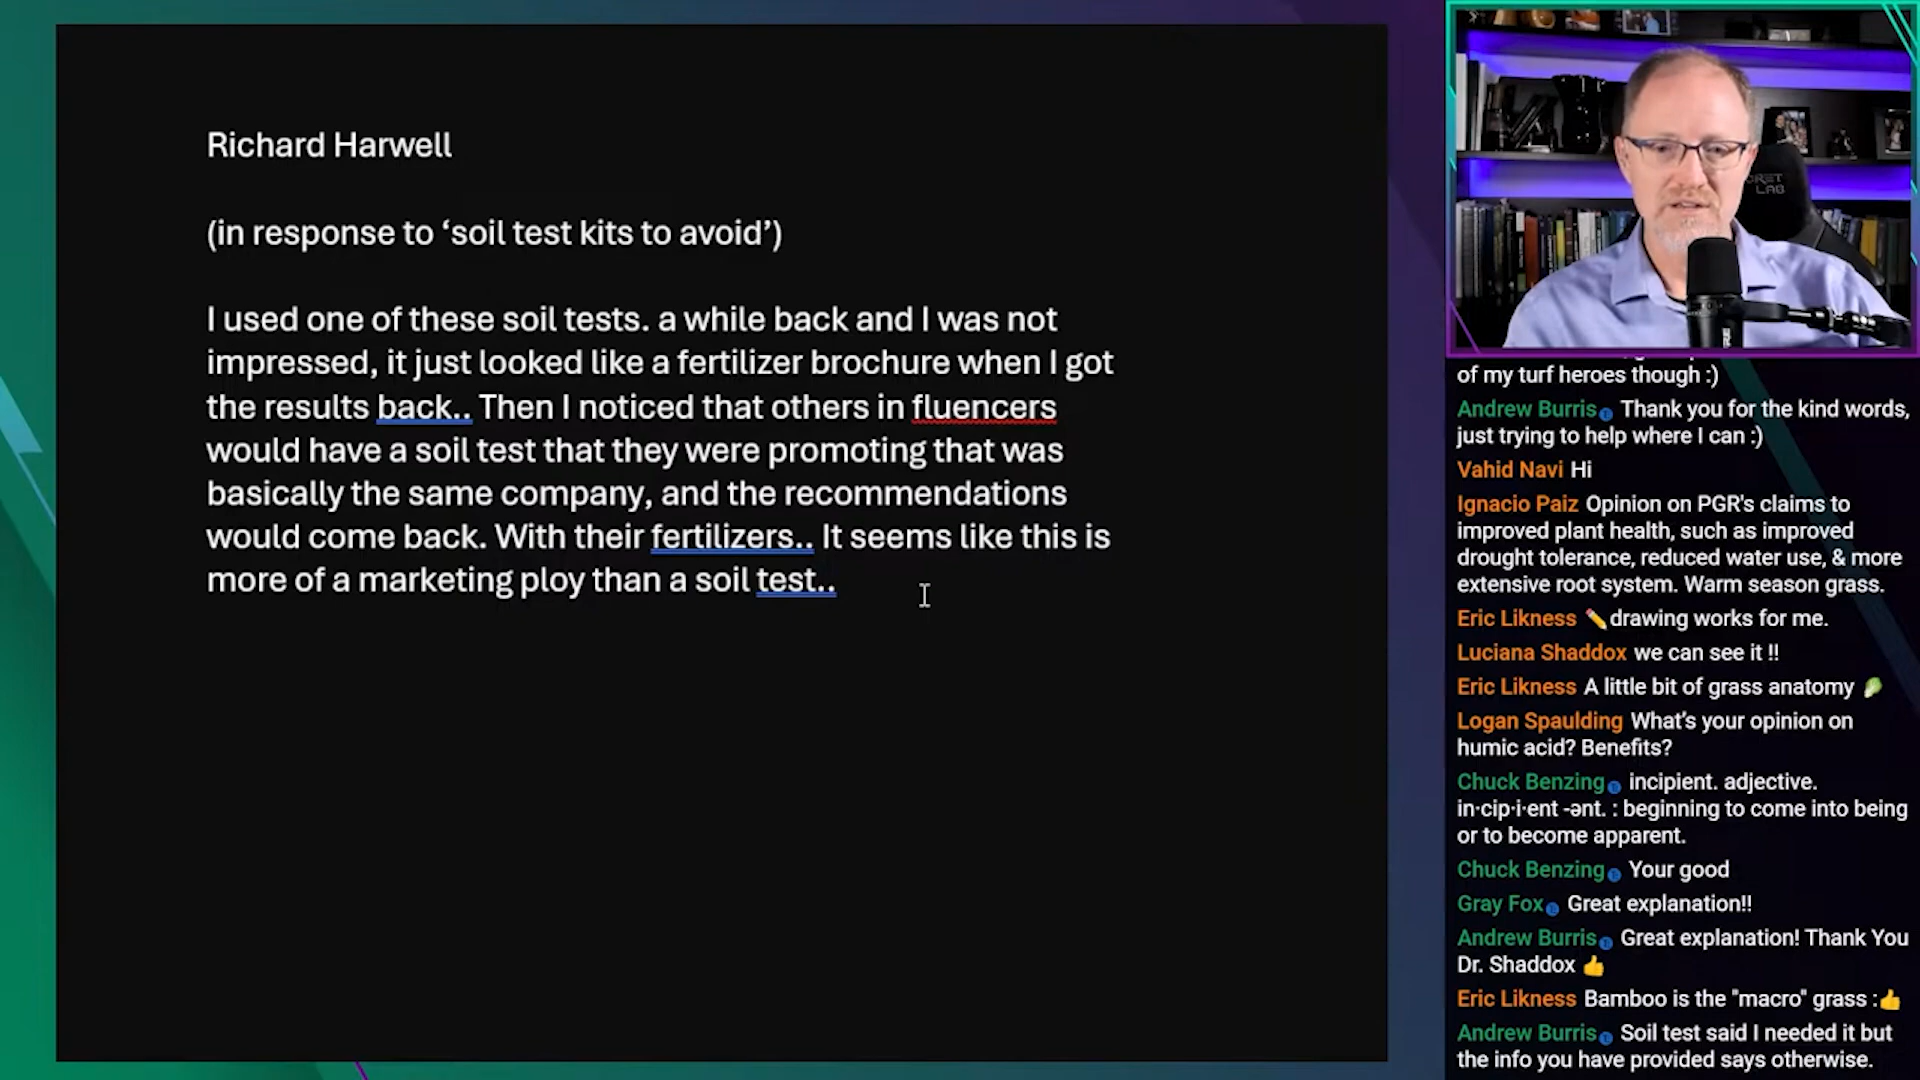 Richard Harwell
(in response to ‘soil test kits to avoid’)
I used one of these soil tests. a while back and I was not
impressed, it just looked like a fertilizer brochure when I got
the results back.. Then I noticed that others in fluencers
would have a soil test that they were promoting that was
basically the same company, and the recommendations
would come back. With their fertilizers.. It seems like this is
more of a marketing ploy than a soil test..
LAB
of my turf heroes though :)
Andrew Burris Thank you for the kind words,
just trying to help where I can :)
Vahid Navi Hi
Ignacio Paiz Opinion on PGR's claims to
improved plant health, such as improved
drought tolerance, reduced water use, & more
extensive root system. Warm season grass.
Eric Likness ✏️drawing works for me.
Luciana Shaddox we can see it !!
Eric Likness A little bit of grass anatomy 🥬
Logan Spaulding What's your opinion on
humic acid? Benefits?
Chuck Benzing incipient. adjective.
in·cip·i·ent -ənt. : beginning to come into being
or to become apparent.
Chuck Benzing Your good
Gray Fox Great explanation!!
Andrew Burris Great explanation! Thank You
Dr. Shaddox 👍
Eric Likness Bamboo is the "macro" grass :👍
Andrew Burris Soil test said I needed it but
the info you have provided says otherwise.